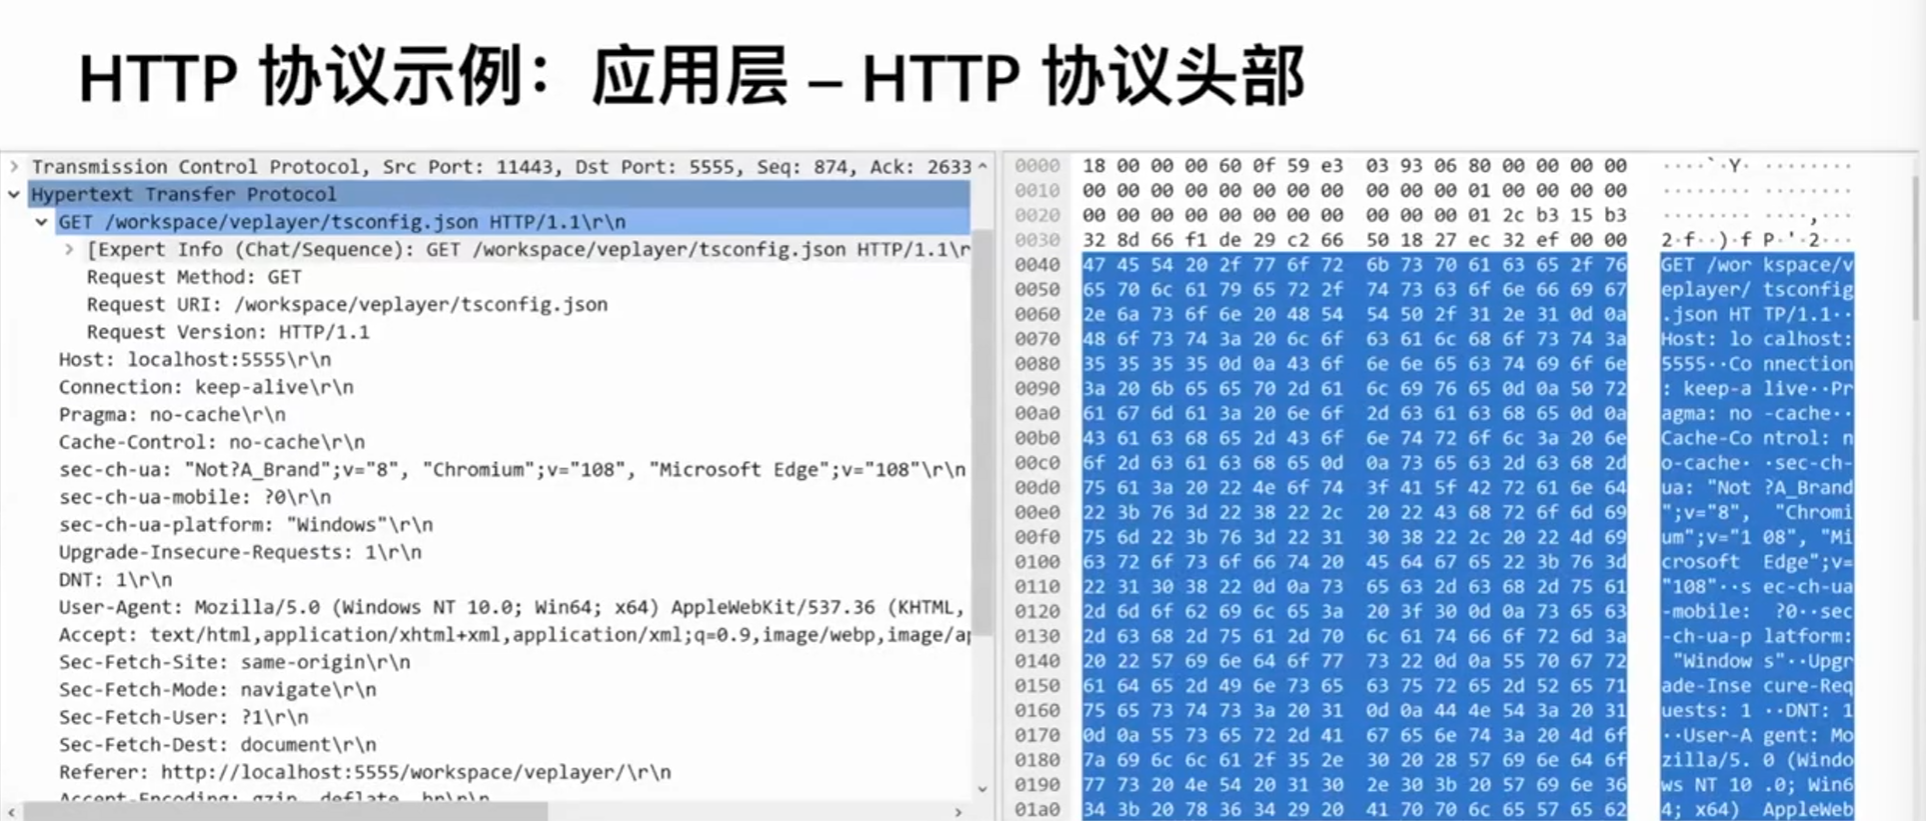 HTTP 协议示例：应用层 – HTTP 协议头部
Transmission Control Protocol, Src Port: 11443, Dst Port: 5555, Seq: 874, Ack: 2633
Hypertext Transfer Protocol
GET /workspace/veplayer/tsconfig.json HTTP/1.1\r\n
[Expert Info (Chat/Sequence): GET /workspace/veplayer/tsconfig.json HTTP/1.1\r
Request Method: GET
Request URI: /workspace/veplayer/tsconfig.json
Request Version: HTTP/1.1
Host: localhost:5555\r\n
Connection: keep-alive\r\n
Pragma: no-cache\r\n
Cache-Control: no-cache\r\n
sec-ch-ua: "Not?A_Brand";v="8", "Chromium";v="108", "Microsoft Edge";v="108"\r\n
sec-ch-ua-mobile: ?0\r\n
sec-ch-ua-platform: "Windows"\r\n
Upgrade-Insecure-Requests: 1\r\n
DNT: 1\r\n
User-Agent: Mozilla/5.0 (Windows NT 10.0; Win64; x64) AppleWebKit/537.36 (KHTML,
Accept: text/html,application/xhtml+xml,application/xml;q=0.9,image/webp,image/ap
Sec-Fetch-Site: same-origin\r\n
Sec-Fetch-Mode: navigate\r\n
Sec-Fetch-User: ?1\r\n
Sec-Fetch-Dest: document\r\n
Referer: http://localhost:5555/workspace/veplayer/\r\n
Accept-Encoding: gzip, deflate, br\r\n
0000 18 00 00 00 60 0f 59 e3 03 93 06 80 00 00 00 00 ····`·Y· ········
0010 00 00 00 00 00 00 00 00 00 00 00 01 00 00 00 00 ········ ········
0020 00 00 00 00 00 00 00 00 00 00 00 01 2c b3 15 b3 ········ ····,···
0030 32 8d 66 f1 de 29 c2 66 50 18 27 ec 32 ef 00 00 2·f··)·f P·'·2···
0040 47 45 54 20 2f 77 6f 72 6b 73 70 61 63 65 2f 76 GET /wor kspace/v
0050 65 70 6c 61 79 65 72 2f 74 73 63 6f 6e 66 69 67 eplayer/ tsconfig
0060 2e 6a 73 6f 6e 20 48 54 54 50 2f 31 2e 31 0d 0a .json HT TP/1.1··
0070 48 6f 73 74 3a 20 6c 6f 63 61 6c 68 6f 73 74 3a Host: lo calhost:
0080 35 35 35 35 0d 0a 43 6f 6e 6e 65 63 74 69 6f 6e 5555··Co nnection
0090 3a 20 6b 65 65 70 2d 61 6c 69 76 65 0d 0a 50 72 : keep-a live··Pr
00a0 61 67 6d 61 3a 20 6e 6f 2d 63 61 63 68 65 0d 0a agma: no -cache··
00b0 43 61 63 68 65 2d 43 6f 6e 74 72 6f 6c 3a 20 6e Cache-Co ntrol: n
00c0 6f 2d 63 61 63 68 65 0d 0a 73 65 63 2d 63 68 2d o-cache· ·sec-ch-
00d0 75 61 3a 20 22 4e 6f 74 3f 41 5f 42 72 61 6e 64 ua: "Not ?A_Brand
00e0 22 3b 76 3d 22 38 22 2c 20 22 43 68 72 6f 6d 69 ";v="8", "Chromi
00f0 75 6d 22 3b 76 3d 22 31 30 38 22 2c 20 22 4d 69 um";v="1 08", "Mi
0100 63 72 6f 73 6f 66 74 20 45 64 67 65 22 3b 76 3d crosoft Edge";v=
0110 22 31 30 38 22 0d 0a 73 65 63 2d 63 68 2d 75 61 "108"··s ec-ch-ua
0120 2d 6d 6f 62 69 6c 65 3a 20 3f 30 0d 0a 73 65 63 -mobile: ?0··sec
0130 2d 63 68 2d 75 61 2d 70 6c 61 74 66 6f 72 6d 3a -ch-ua-p latform:
0140 20 22 57 69 6e 64 6f 77 73 22 0d 0a 55 70 67 72 "Window s"··Upgr
0150 61 64 65 2d 49 6e 73 65 63 75 72 65 2d 52 65 71 ade-Inse cure-Req
0160 75 65 73 74 73 3a 20 31 0d 0a 44 4e 54 3a 20 31 uests: 1 ··DNT: 1
0170 0d 0a 55 73 65 72 2d 41 67 65 6e 74 3a 20 4d 6f ··User-A gent: Mo
0180 7a 69 6c 6c 61 2f 35 2e 30 20 28 57 69 6e 64 6f zilla/5. 0 (Windo
0190 77 73 20 4e 54 20 31 30 2e 30 3b 20 57 69 6e 36 ws NT 10 .0; Win6
01a0 34 3b 20 78 36 34 29 20 41 70 70 6c 65 57 65 62 4; x64) AppleWeb